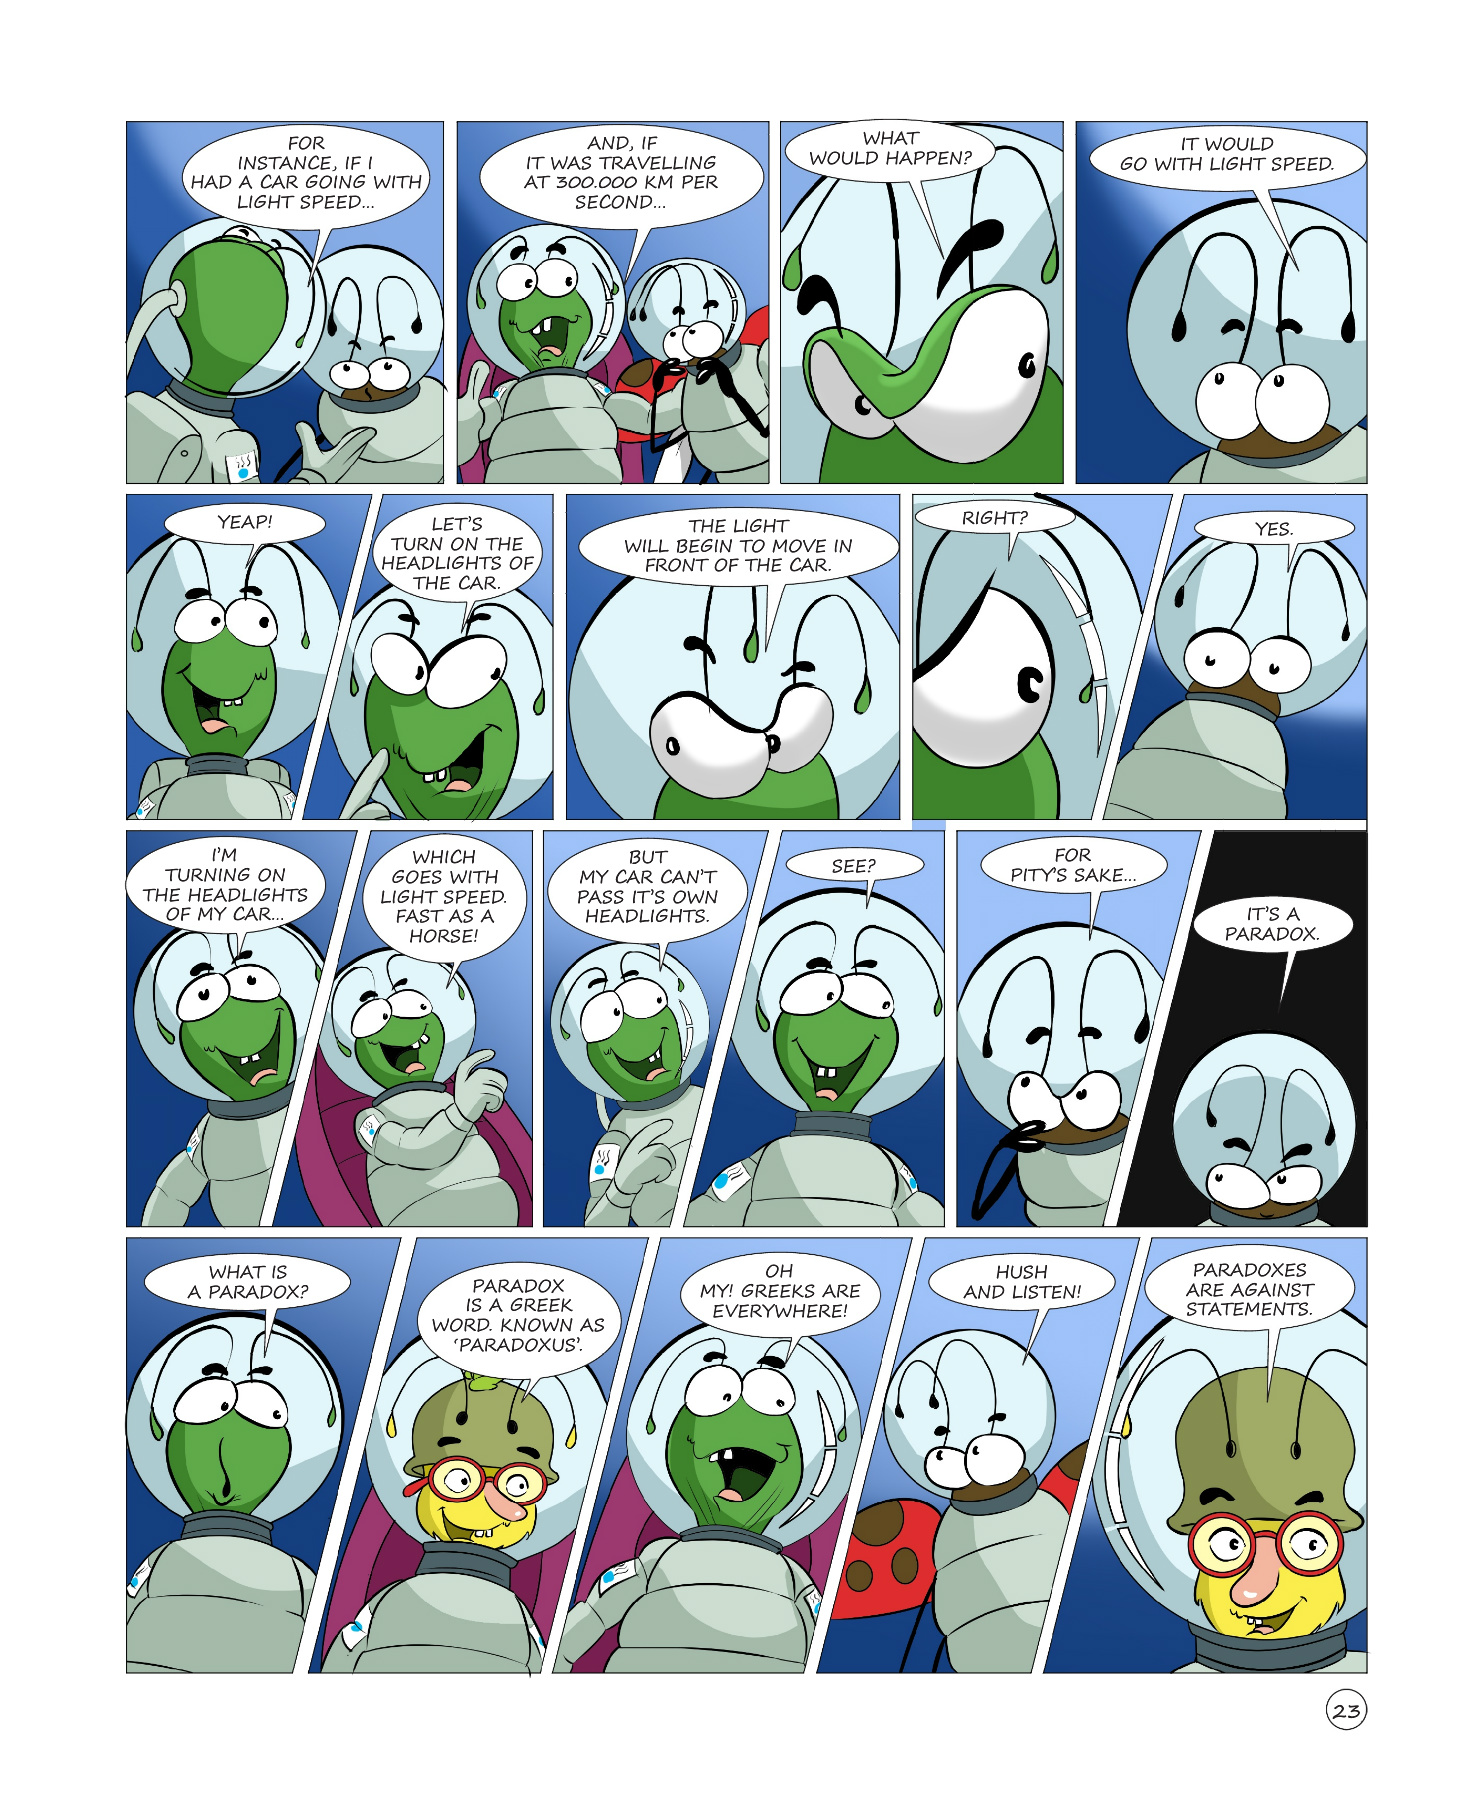 FOR
INSTANCE, IF I
HAD A CAR GOING WITH
LIGHT SPEED...
AND, IF
IT WAS TRAVELLING
AT 300.000 KM PER
SECOND...
WHAT
WOULD HAPPEN?
IT WOULD
GO WITH LIGHT SPEED.
YEAP!
LET'S
TURN ON THE
HEADLIGHTS OF
THE CAR.
THE LIGHT
WILL BEGIN TO MOVE IN
FRONT OF THE CAR.
RIGHT?
YES.
I'M
TURNING ON
THE HEADLIGHTS
OF MY CAR...
WHICH
GOES WITH
LIGHT SPEED.
FAST AS A
HORSE!
BUT
MY CAR CAN'T
PASS IT'S OWN
HEADLIGHTS.
SEE?
FOR
PITY'S SAKE...
IT'S A
PARADOX.
WHAT IS
A PARADOX?
PARADOX
IS A GREEK
WORD. KNOWN AS
'PARADOXUS'.
OH
MY! GREEKS ARE
EVERYWHERE!
HUSH
AND LISTEN!
PARADOXES
ARE AGAINST
STATEMENTS.
23